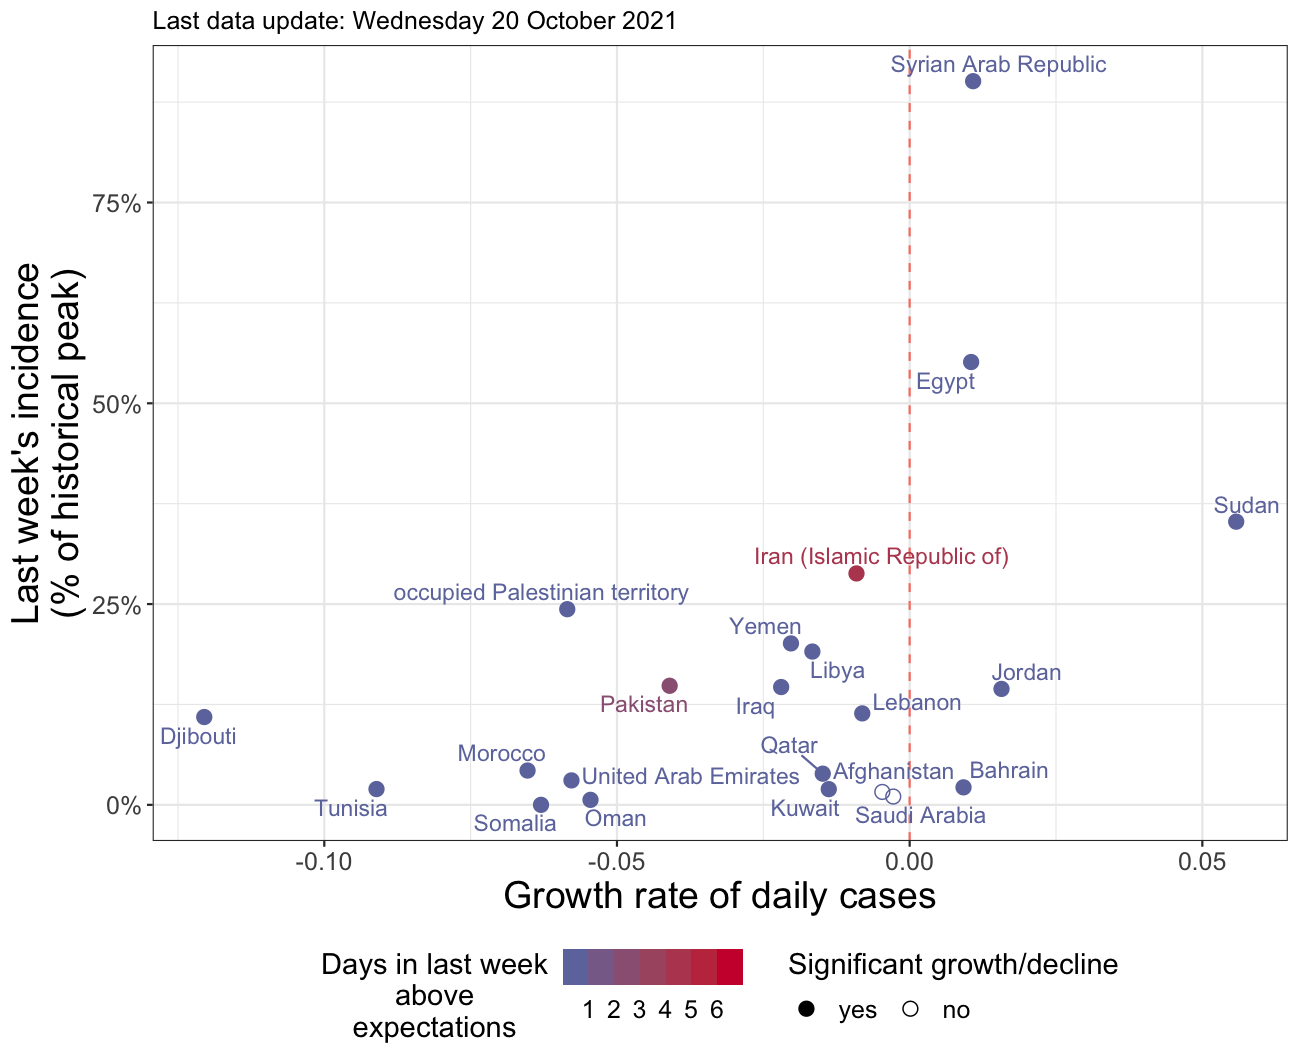 Last data update: Wednesday 20 October 2021
Last week's incidence
(% of historical peak)
75%
50%
25%
0%
Syrian Arab Republic
Egypt
Sudan
Iran (Islamic Republic of)
occupied Palestinian territory
Yemen
Libya
Jordan
Pakistan
Iraq
Lebanon
Djibouti
Qatar
Morocco
United Arab Emirates
Afghanistan
Bahrain
Tunisia
Kuwait
Saudi Arabia
Somalia
Oman
-0.10
-0.05
0.00
0.05
Growth rate of daily cases
Days in last week
above
expectations
1 2 3 4 5 6
Significant growth/decline
yes
no